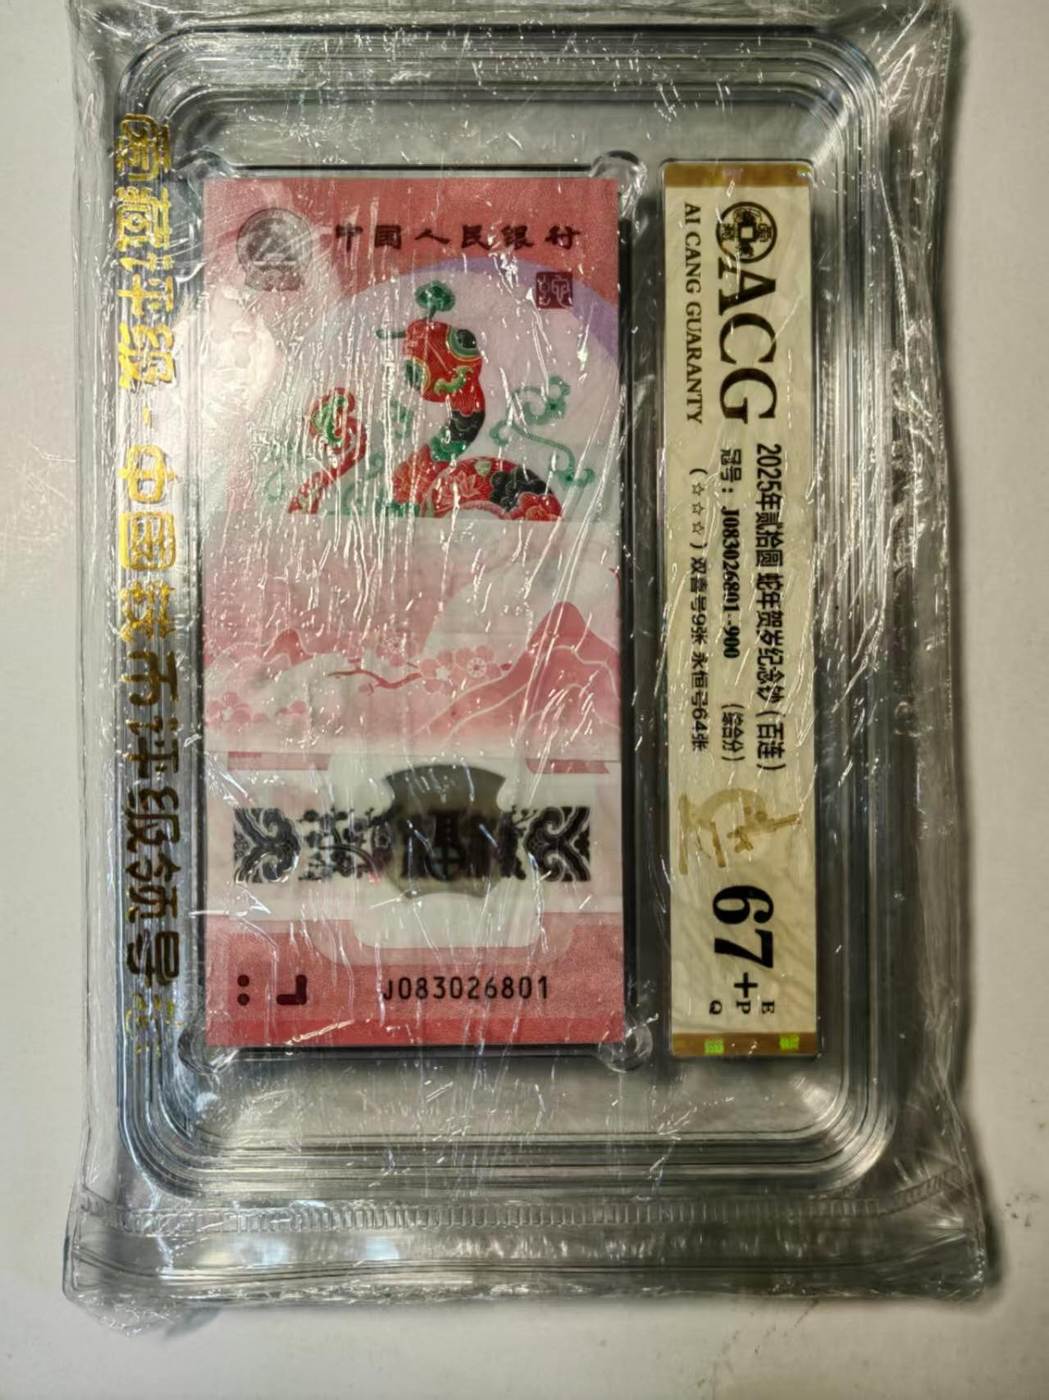 爱藏评级-中国钱币评级领导者
中國人民銀行
J083026801
ACG
AI CANG GUARANTY
2025年贰拾圆 蛇年贺岁纪念钞(百连)
冠号:J083026801-900 (综合分)
(☆☆☆)双叠号9张 永恒号64张
67+
E
P
Q